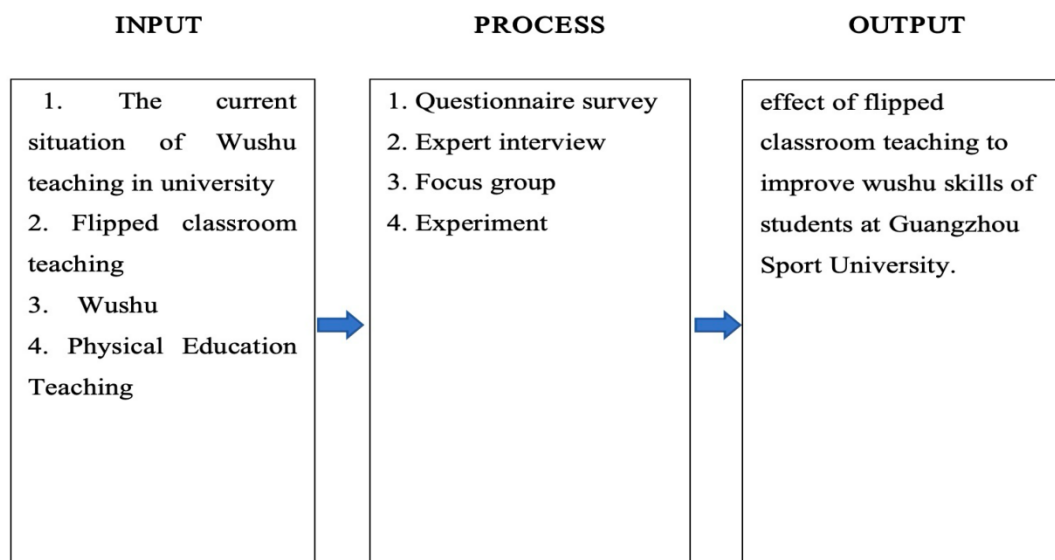 INPUT
PROCESS
OUTPUT
1. The current
situation of Wushu
teaching in university
2. Flipped classroom
teaching
3. Wushu
4. Physical Education
Teaching
1. Questionnaire survey
2. Expert interview
3. Focus group
4. Experiment
effect of flipped
classroom teaching to
improve wushu skills of
students at Guangzhou
Sport University.